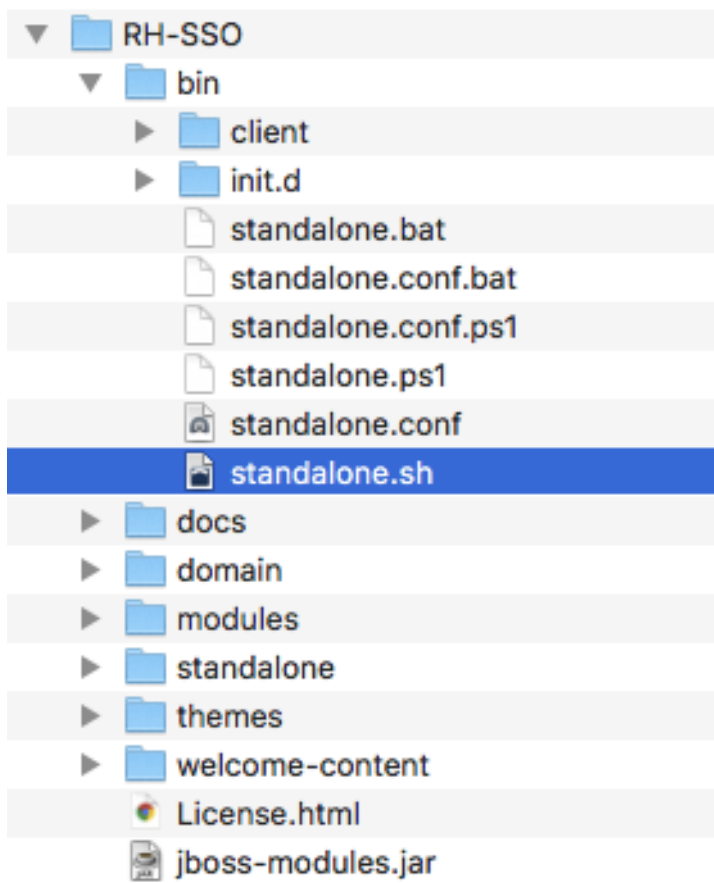 RH-SSO
bin
client
init.d
standalone.bat
standalone.conf.bat
standalone.conf.ps1
standalone.ps1
standalone.conf
standalone.sh
docs
domain
modules
standalone
themes
welcome-content
License.html
jboss-modules.jar